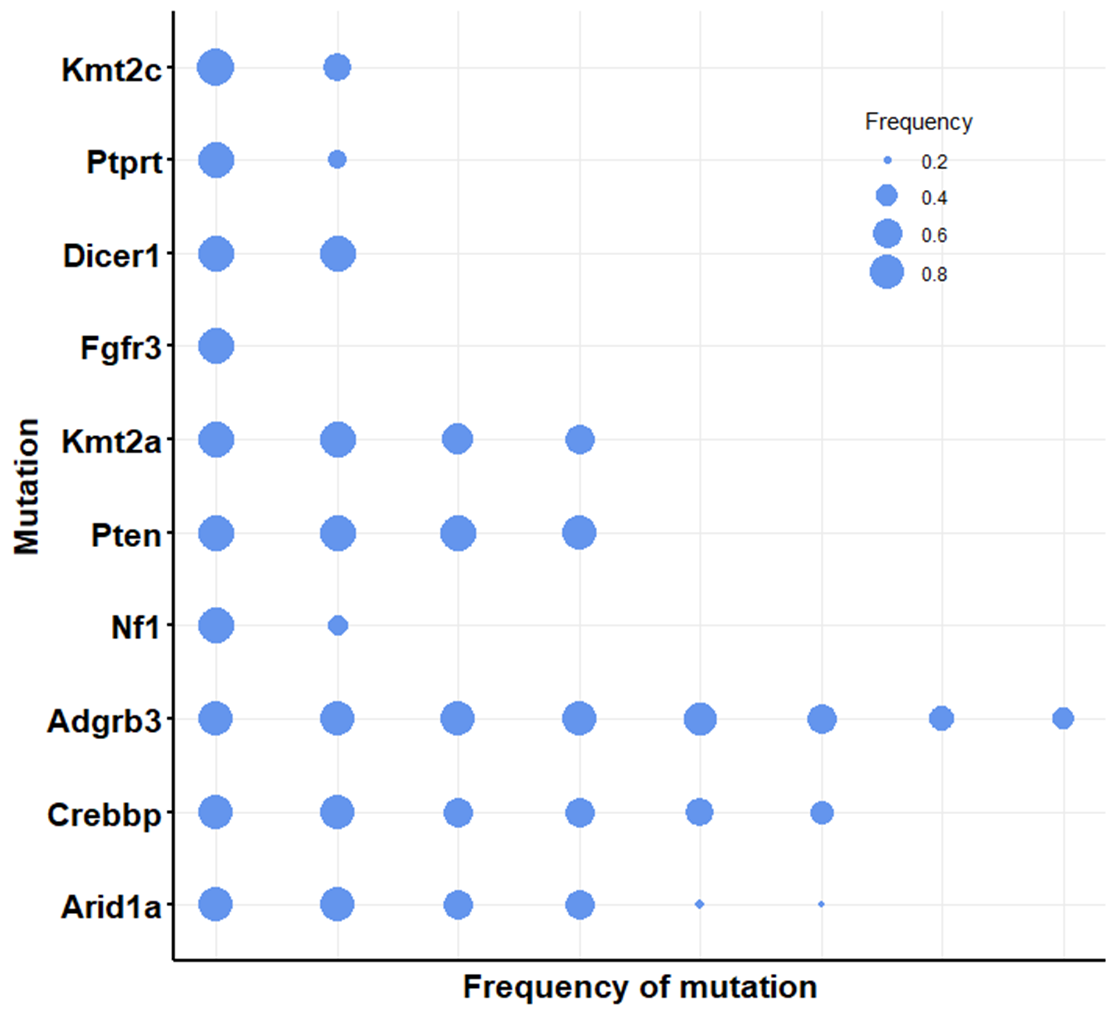 Kmt2c
Ptprt
Dicer1
Fgfr3
Kmt2a
Pten
Nf1
Adgrb3
Crebbp
Arid1a
Mutation
Frequency of mutation
Frequency
0.2
0.4
0.6
0.8